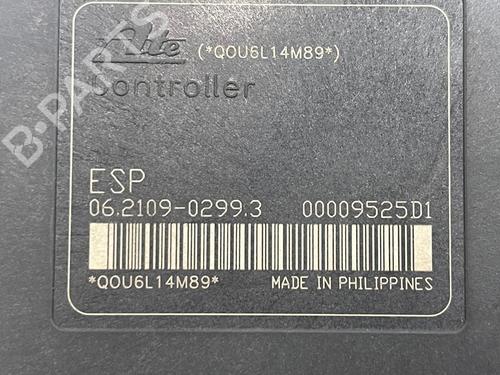 Ate (*QOU6L14M89*)
Controller
ESP
06.2109-0299.3 00009525D1
*QOU6L14M89* MADE IN PHILIPPINES
B-PARTS